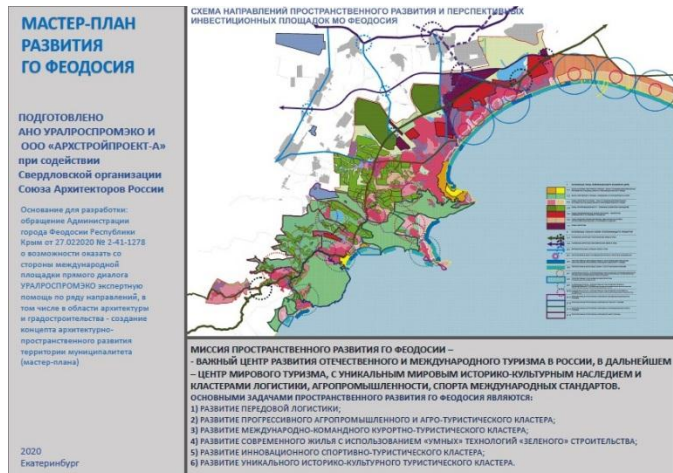 МАСТЕР-ПЛАН
РАЗВИТИЯ
ГО ФЕОДОСИЯ
ПОДГОТОВЛЕНО
АНО УРАЛРОСПРОМЭКО И
ООО «АРХСТРОЙПРОЕКТ-А»
при содействии
Свердловской организации
Союза Архитекторов России
Основание для разработки:
обращение Администрации
города Феодосии Республики
Крым от 27.022020 № 2-41-1278
о возможности оказать со
стороны международной
площадки прямого диалога
УРАЛРОСПРОМЭКО экспертную
помощь по ряду направлений, в
том числе в области архитектуры
и градостроительства - создание
концепта архитектурно-
пространственного развития
территории муниципалитета
(мастер-плана)
2020
Екатеринбург
СХЕМА НАПРАВЛЕНИЙ ПРОСТРАНСТВЕННОГО РАЗВИТИЯ И ПЕРСПЕКТИВНЫХ
ИНВЕСТИЦИОННЫХ ПЛОЩАДОК МО ФЕОДОСИЯ
МИССИЯ ПРОСТРАНСТВЕННОГО РАЗВИТИЯ ГО ФЕОДОСИИ –
- ВАЖНЫЙ ЦЕНТР РАЗВИТИЯ ОТЕЧЕСТВЕННОГО И МЕЖДУНАРОДНОГО ТУРИЗМА В РОССИИ, В ДАЛЬНЕЙШЕМ
– ЦЕНТР МИРОВОГО ТУРИЗМА, С УНИКАЛЬНЫМ МИРОВЫМ ИСТОРИКО-КУЛЬТУРНЫМ НАСЛЕДИЕМ И
КЛАСТЕРАМИ ЛОГИСТИКИ, АГРОПРОМЫШЛЕННОСТИ, СПОРТА МЕЖДУНАРОДНЫХ СТАНДАРТОВ.
ОСНОВНЫМИ ЗАДАЧАМИ ПРОСТРАНСТВЕННОГО РАЗВИТИЯ ГО ФЕОДОСИЯ ЯВЛЯЮТСЯ:
1) РАЗВИТИЕ ПЕРЕДОВОЙ ЛОГИСТИКИ;
2) РАЗВИТИЕ ПРОГРЕССИВНОГО АГРОПРОМЫШЛЕННОГО И АГРО-ТУРИСТИЧЕСКОГО КЛАСТЕРА;
3) РАЗВИТИЕ МЕЖДУНАРОДНО-КОМАНДНОГО КУРОРТНО-ТУРИСТИЧЕСКОГО КЛАСТЕРА;
4) РАЗВИТИЕ СОВРЕМЕННОГО ЖИЛЬЯ С ИСПОЛЬЗОВАНИЕМ «УМНЫХ» ТЕХНОЛОГИЙ «ЗЕЛЕНОГО» СТРОИТЕЛЬСТВА;
5) РАЗВИТИЕ ИННОВАЦИОННОГО СПОРТИВНО-ТУРИСТИЧЕСКОГО КЛАСТЕРА;
6) РАЗВИТИЕ УНИКАЛЬНОГО ИСТОРИКО-КУЛЬТУРНОГО ТУРИСТИЧЕСКОГО КЛАСТЕРА.